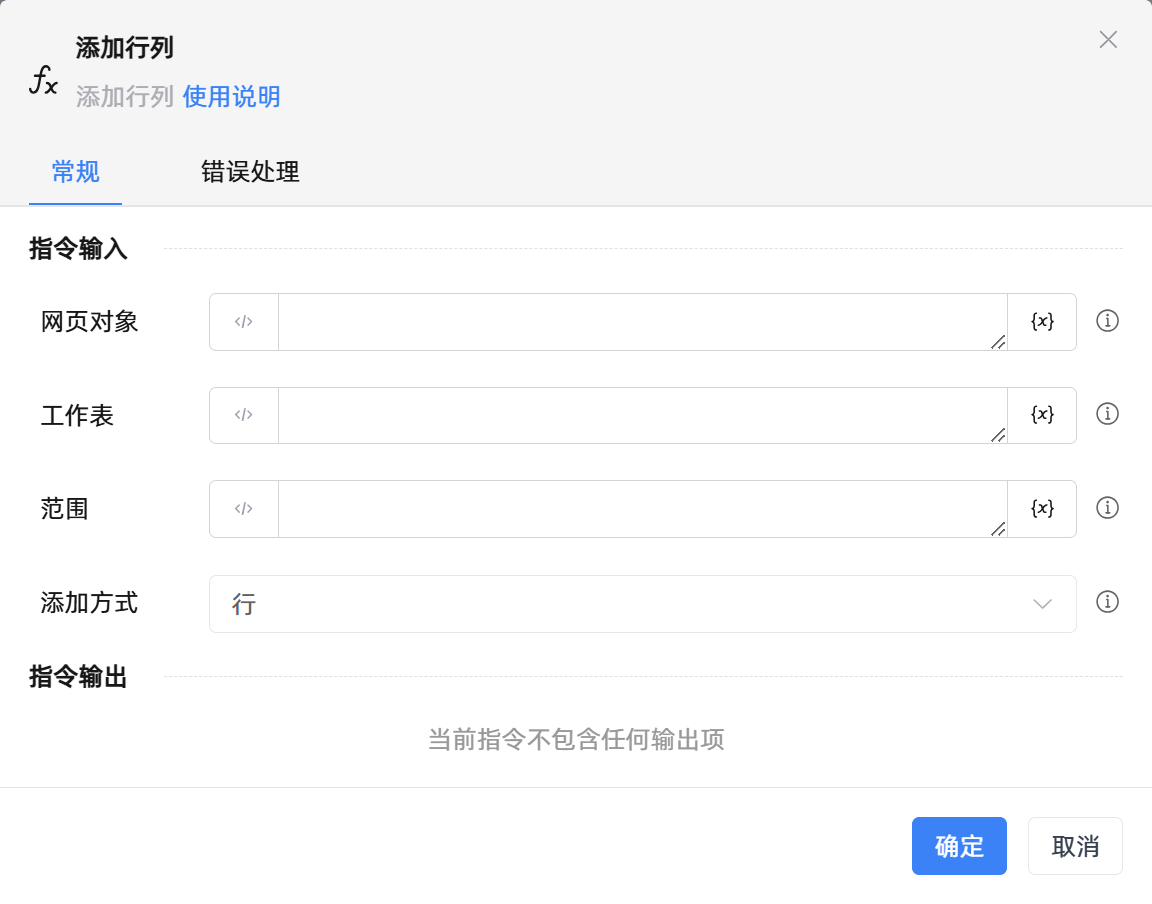 添加行列
添加行列 使用说明
常规 错误处理
指令输入
网页对象 </> {x}
工作表 </> {x}
范围 </> {x}
添加方式 行
指令输出
当前指令不包含任何输出项
确定 取消